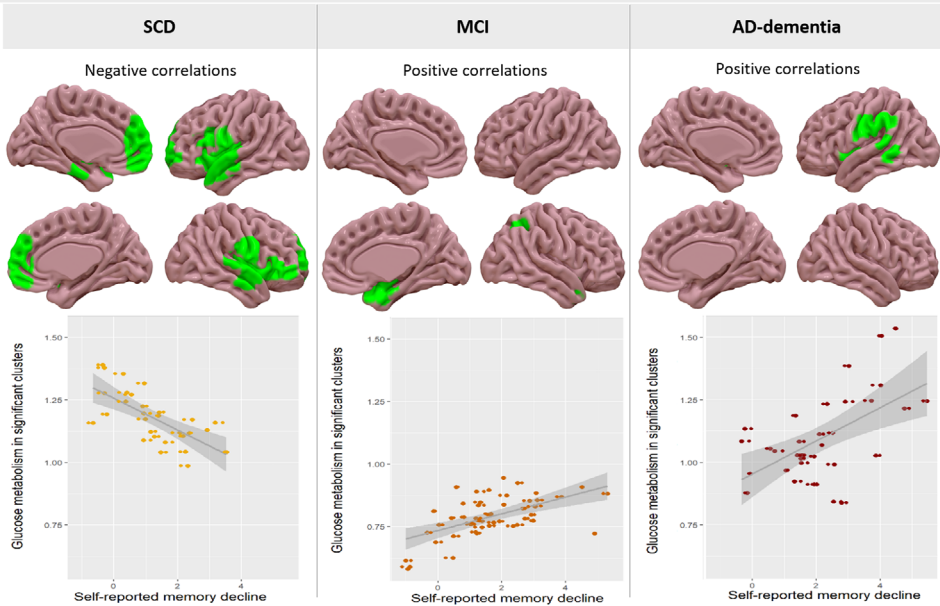 SCD
MCI
AD-dementia
Negative correlations
Positive correlations
Positive correlations
Glucose metabolism in significant clusters
1.50
1.25
1.00
0.75
0
2
4
Self-reported memory decline
Glucose metabolism in significant clusters
1.50
1.25
1.00
0.75
0
2
4
Self-reported memory decline
Glucose metabolism in significant clusters
1.50
1.25
1.00
0.75
0
2
4
Self-reported memory decline